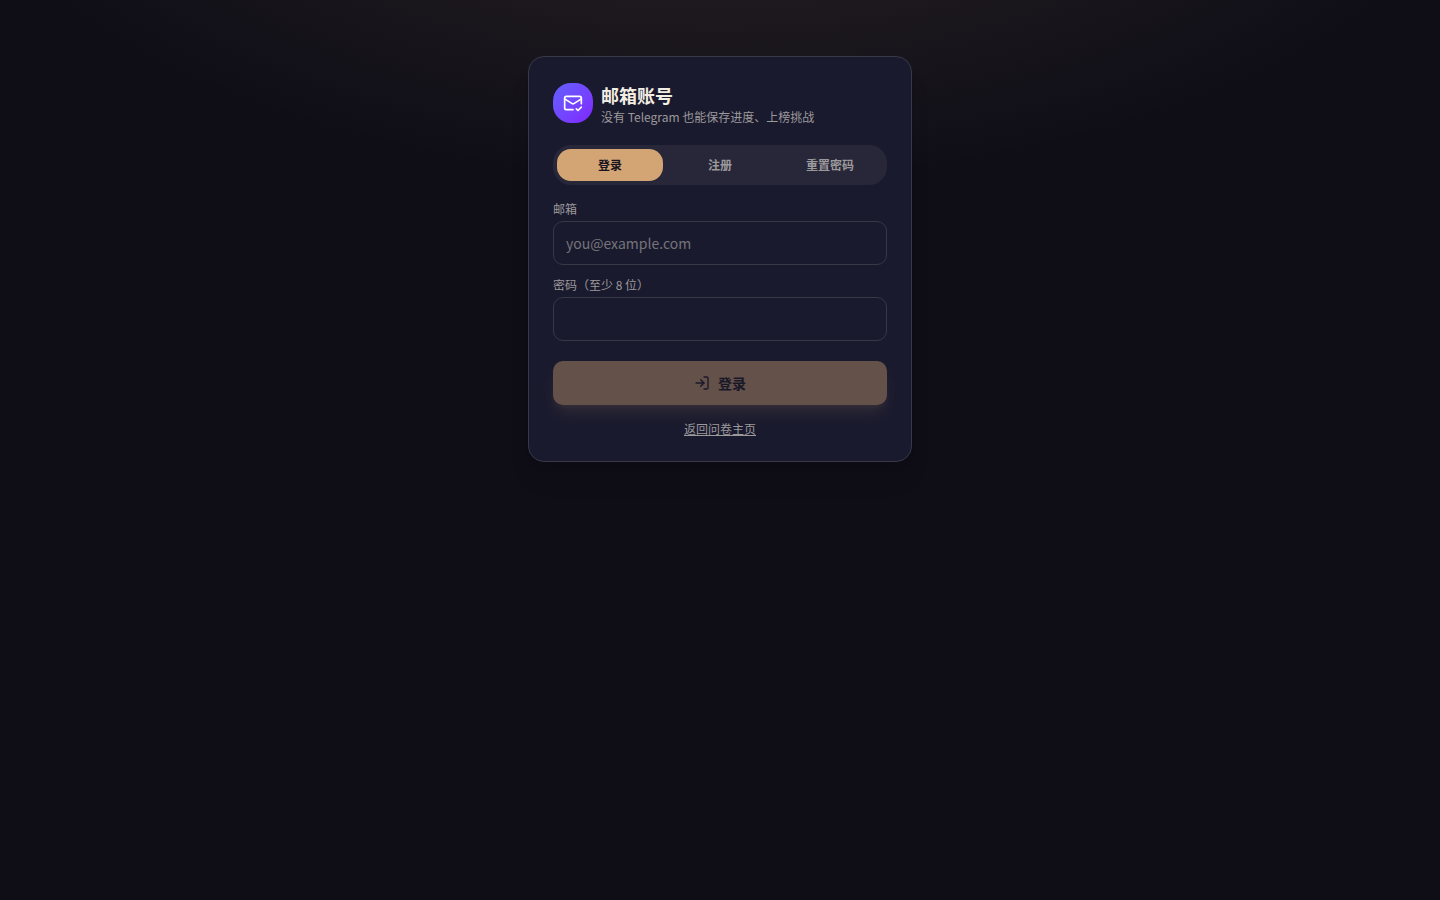 邮箱账号
没有 Telegram 也能保存进度、上榜挑战
登录 注册 重置密码
邮箱
you@example.com
密码（至少 8 位）
登录
返回问卷主页